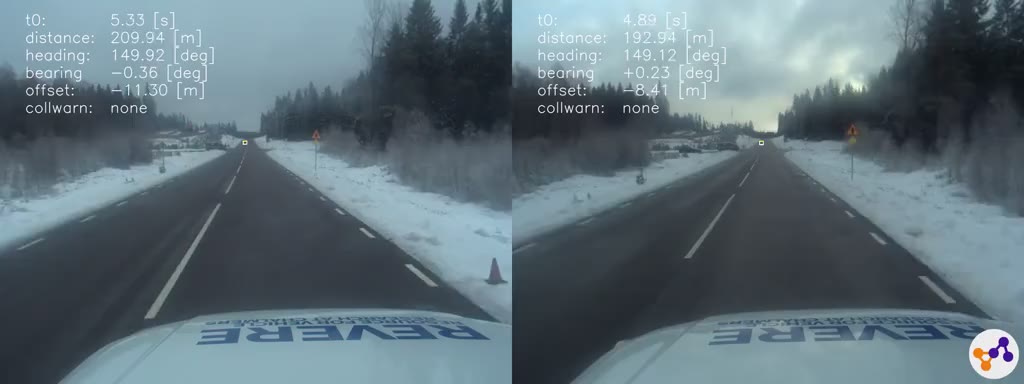 t0: 5.33 [s]
distance: 209.94 [m]
heading: 149.92 [deg]
bearing −0.36 [deg]
offset: −11.30 [m]
collwarn: none
REVERE
t0: 4.89 [s]
distance: 192.94 [m]
heading: 149.12 [deg]
bearing +0.23 [deg]
offset: −8.41 [m]
collwarn: none
REVERE